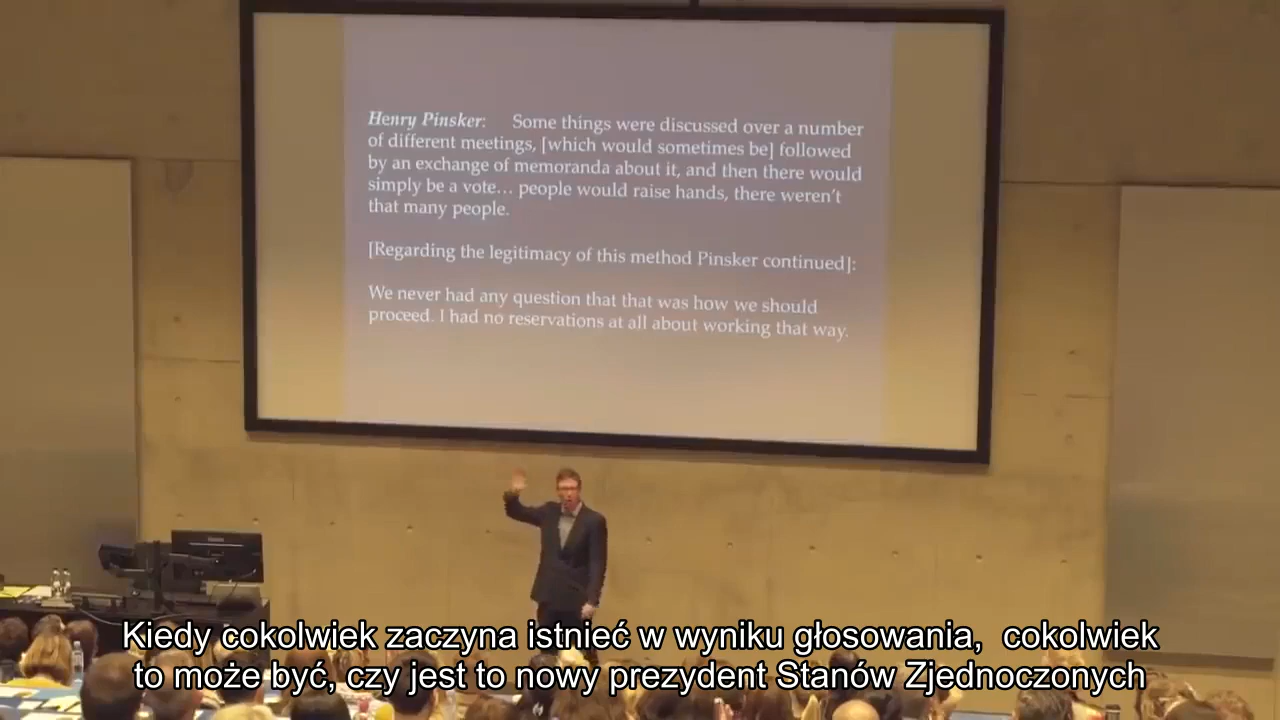 Henry Pinsker: Some things were discussed over a number
of different meetings, [which would sometimes be] followed
by an exchange of memoranda about it, and then there would
simply be a vote… people would raise hands, there weren't
that many people.
[Regarding the legitimacy of this method Pinsker continued]:
We never had any question that that was how we should
proceed. I had no reservations at all about working that way.
Kiedy cokolwiek zaczyna istnieć w wyniku głosowania, cokolwiek
to może być, czy jest to nowy prezydent Stanów Zjednoczonych